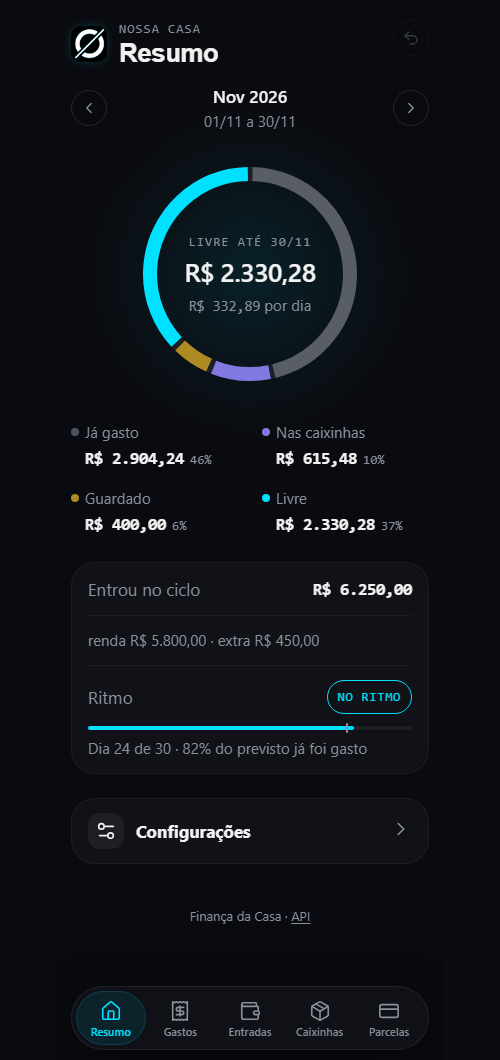 NOSSA CASA
Resumo
Nov 2026
01/11 a 30/11
LIVRE ATÉ 30/11
R$ 2.330,28
R$ 332,89 por dia
Já gasto
R$ 2.904,24 46%
Nas caixinhas
R$ 615,48 10%
Guardado
R$ 400,00 6%
Livre
R$ 2.330,28 37%
Entrou no ciclo R$ 6.250,00
renda R$ 5.800,00 · extra R$ 450,00
Ritmo NO RITMO
Dia 24 de 30 · 82% do previsto já foi gasto
Configurações
Finança da Casa · API
Resumo Gastos Entradas Caixinhas Parcelas